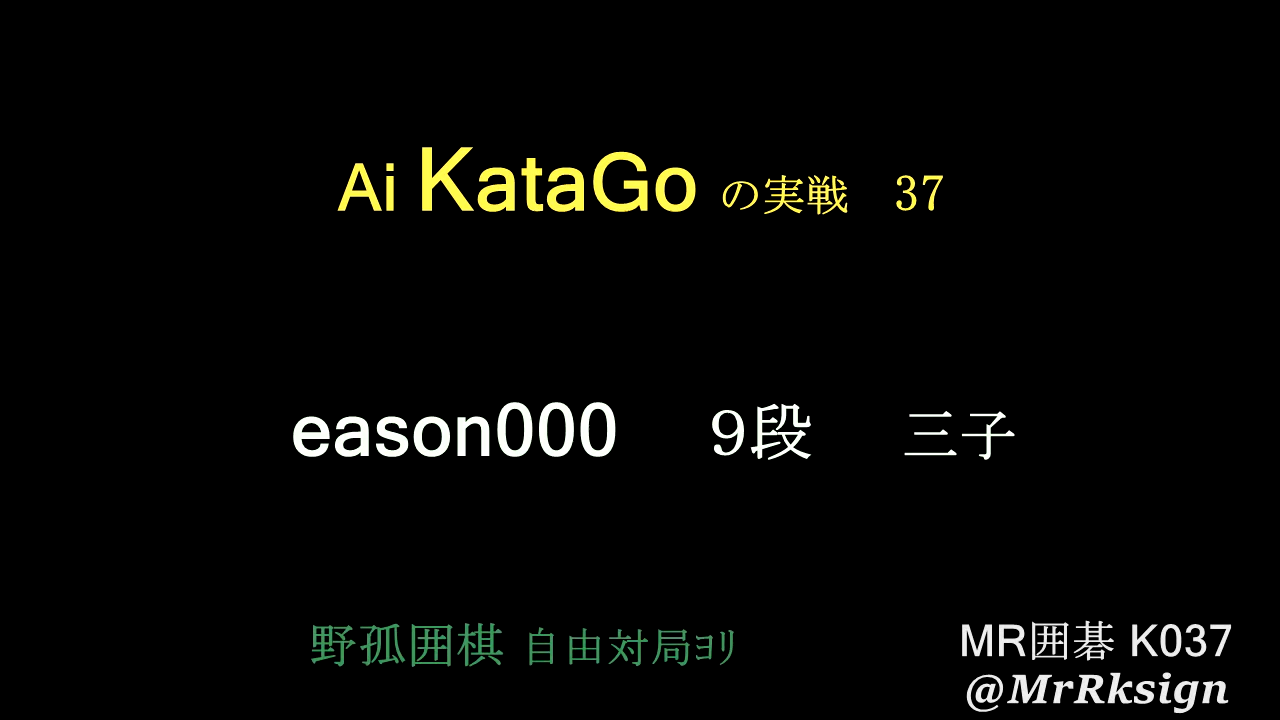 Ai KataGo の実戦　37
eason000　9段　三子
野孤囲棋 自由対局ﾖﾘ
MR囲碁 K037
@MrRksign